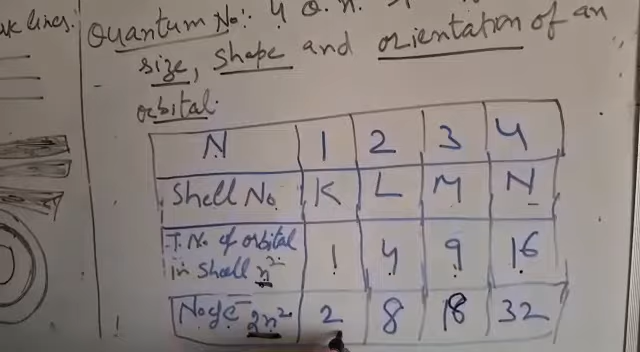 lines.
Quantum No:- 4 Q.n.
size, shape and orientation of an
orbital.
N 1 2 3 4
Shell No K L M N
T. No of orbital in shell n² 1 4 9 16
No of e⁻ 2n² 2 8 18 32